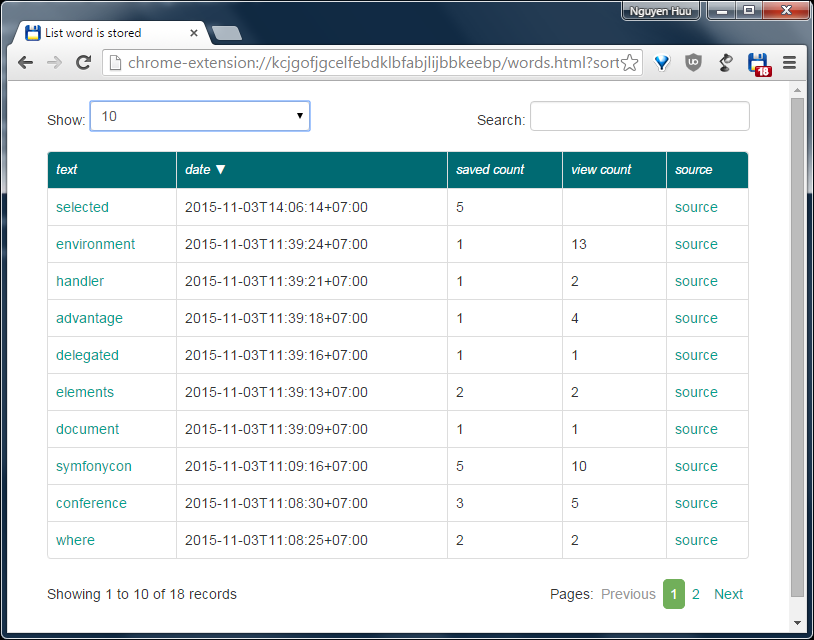 Nguyen Huu
List word is stored
chrome-extension://kcjgofjgcelfebdklbfabjlijbbkeebp/words.html?sort
18
Show: 10 Search:
text date ▼ saved count view count source
selected 2015-11-03T14:06:14+07:00 5 source
environment 2015-11-03T11:39:24+07:00 1 13 source
handler 2015-11-03T11:39:21+07:00 1 2 source
advantage 2015-11-03T11:39:18+07:00 1 4 source
delegated 2015-11-03T11:39:16+07:00 1 1 source
elements 2015-11-03T11:39:13+07:00 2 2 source
document 2015-11-03T11:39:09+07:00 1 1 source
symfonycon 2015-11-03T11:09:16+07:00 5 10 source
conference 2015-11-03T11:08:30+07:00 3 5 source
where 2015-11-03T11:08:25+07:00 2 2 source
Showing 1 to 10 of 18 records Pages: Previous 1 2 Next